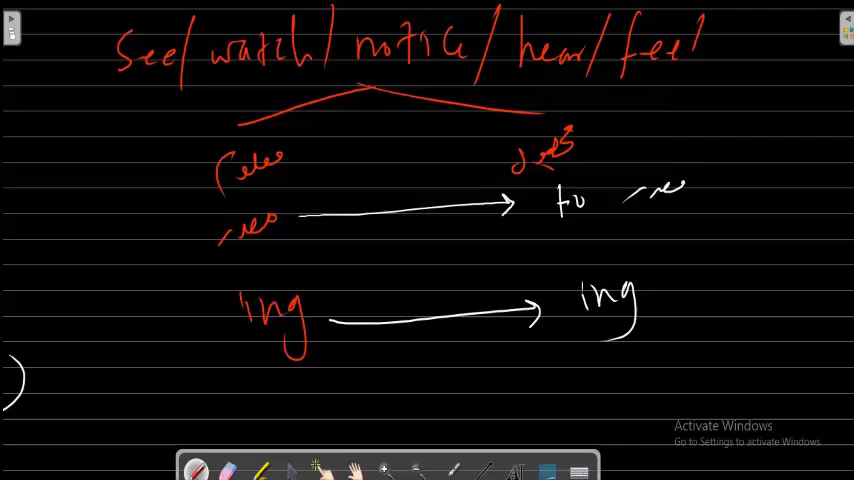 See/watch/notice/hear/feel
to
ing ing
Activate Windows
Go to Settings to activate Windows.